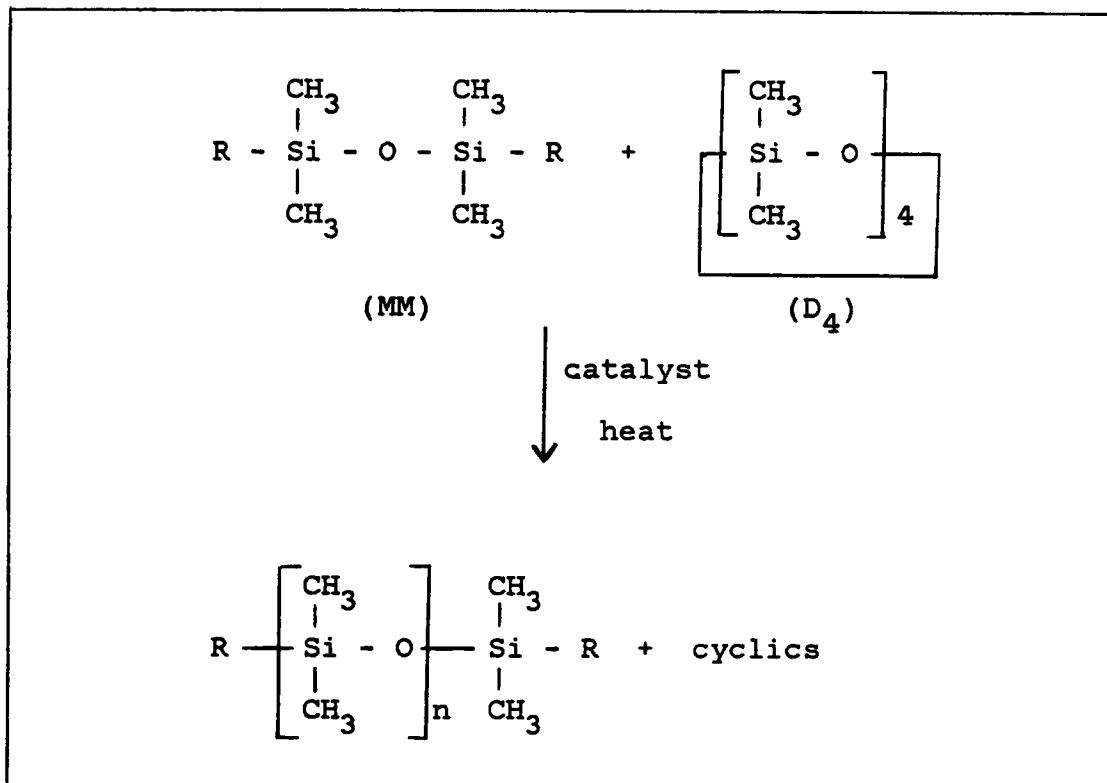 CH3 CH3 CH3
R - Si - O - Si - R + Si - O
CH3 CH3 CH3 4
(MM) (D4)
catalyst
heat
CH3 CH3
R Si - O Si - R + cyclics
CH3 n CH3